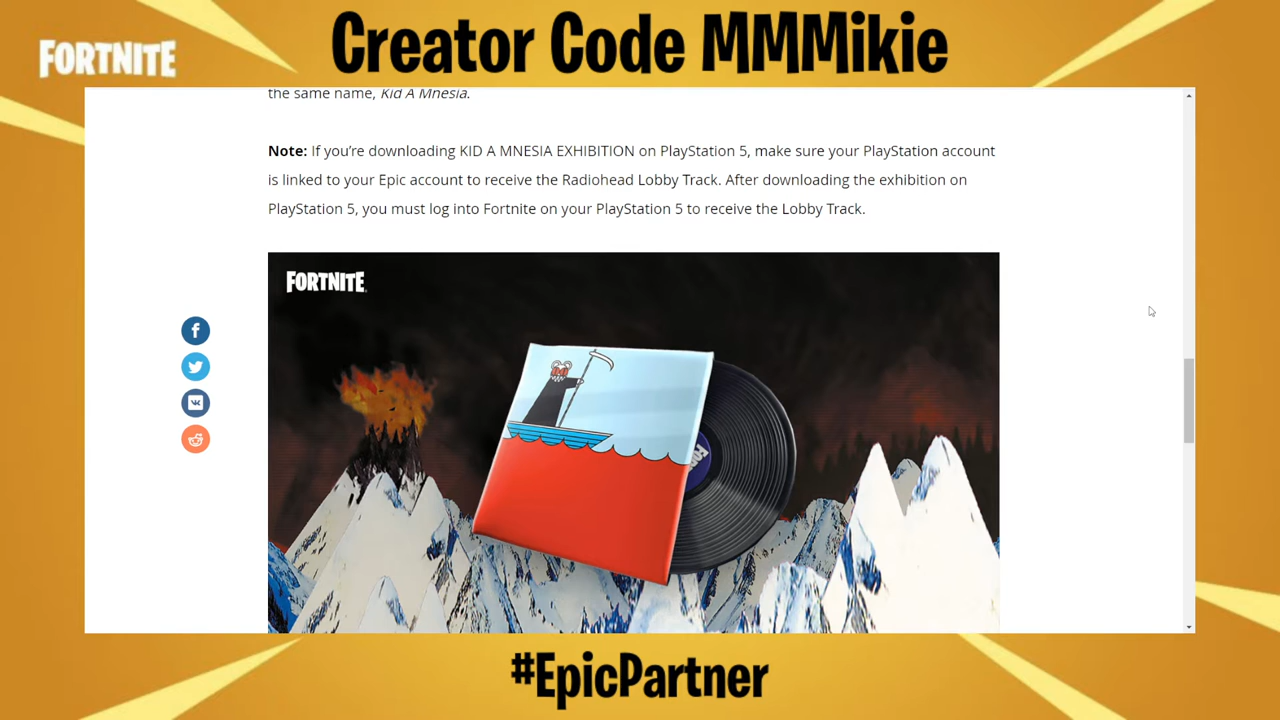 Creator Code MMMikie
FORTNITE
the same name, Kid A Mnesia.
Note: If you’re downloading KID A MNESIA EXHIBITION on PlayStation 5, make sure your PlayStation account
is linked to your Epic account to receive the Radiohead Lobby Track. After downloading the exhibition on
PlayStation 5, you must log into Fortnite on your PlayStation 5 to receive the Lobby Track.
FORTNITE
#EpicPartner